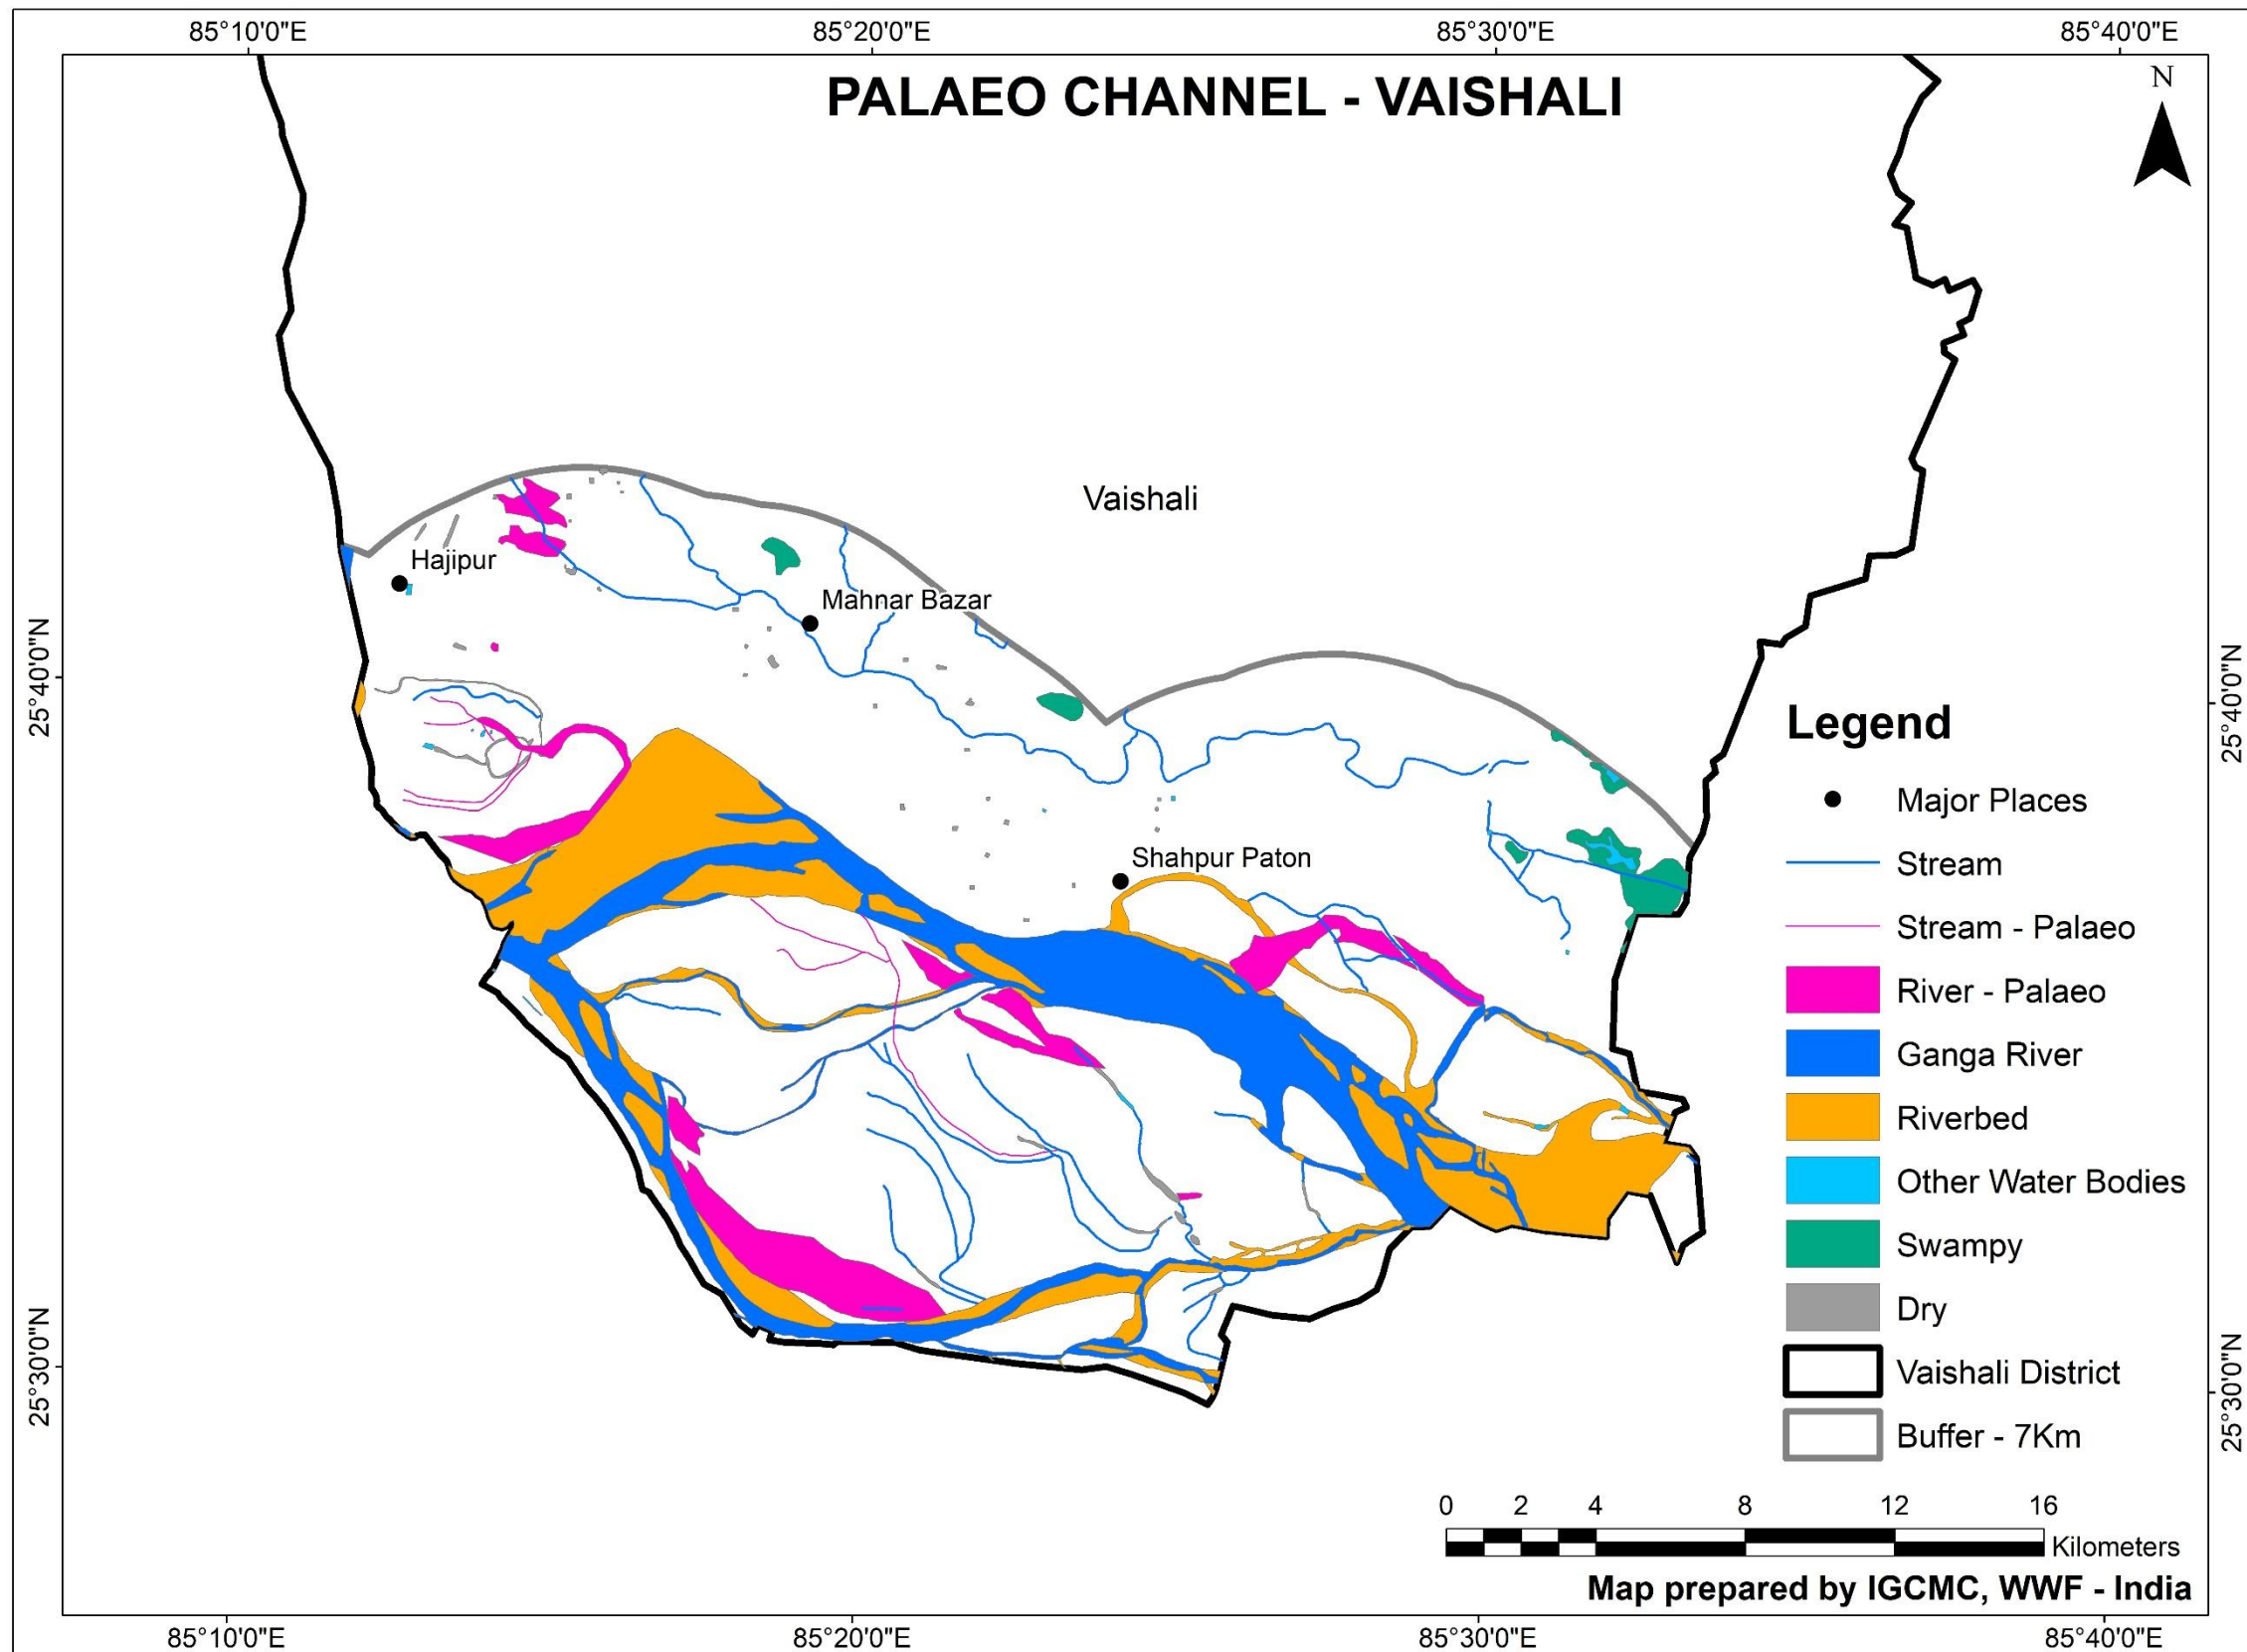 85°10'0"E 85°20'0"E 85°30'0"E 85°40'0"E
PALAEO CHANNEL - VAISHALI
N
Vaishali
Hajipur
Mahnar Bazar
Shahpur Paton
25°40'0"N
25°40'0"N
25°30'0"N
25°30'0"N
Legend
Major Places
Stream
Stream - Palaeo
River - Palaeo
Ganga River
Riverbed
Other Water Bodies
Swampy
Dry
Vaishali District
Buffer - 7Km
0 2 4 8 12 16
Kilometers
Map prepared by IGCMC, WWF - India
85°10'0"E 85°20'0"E 85°30'0"E 85°40'0"E